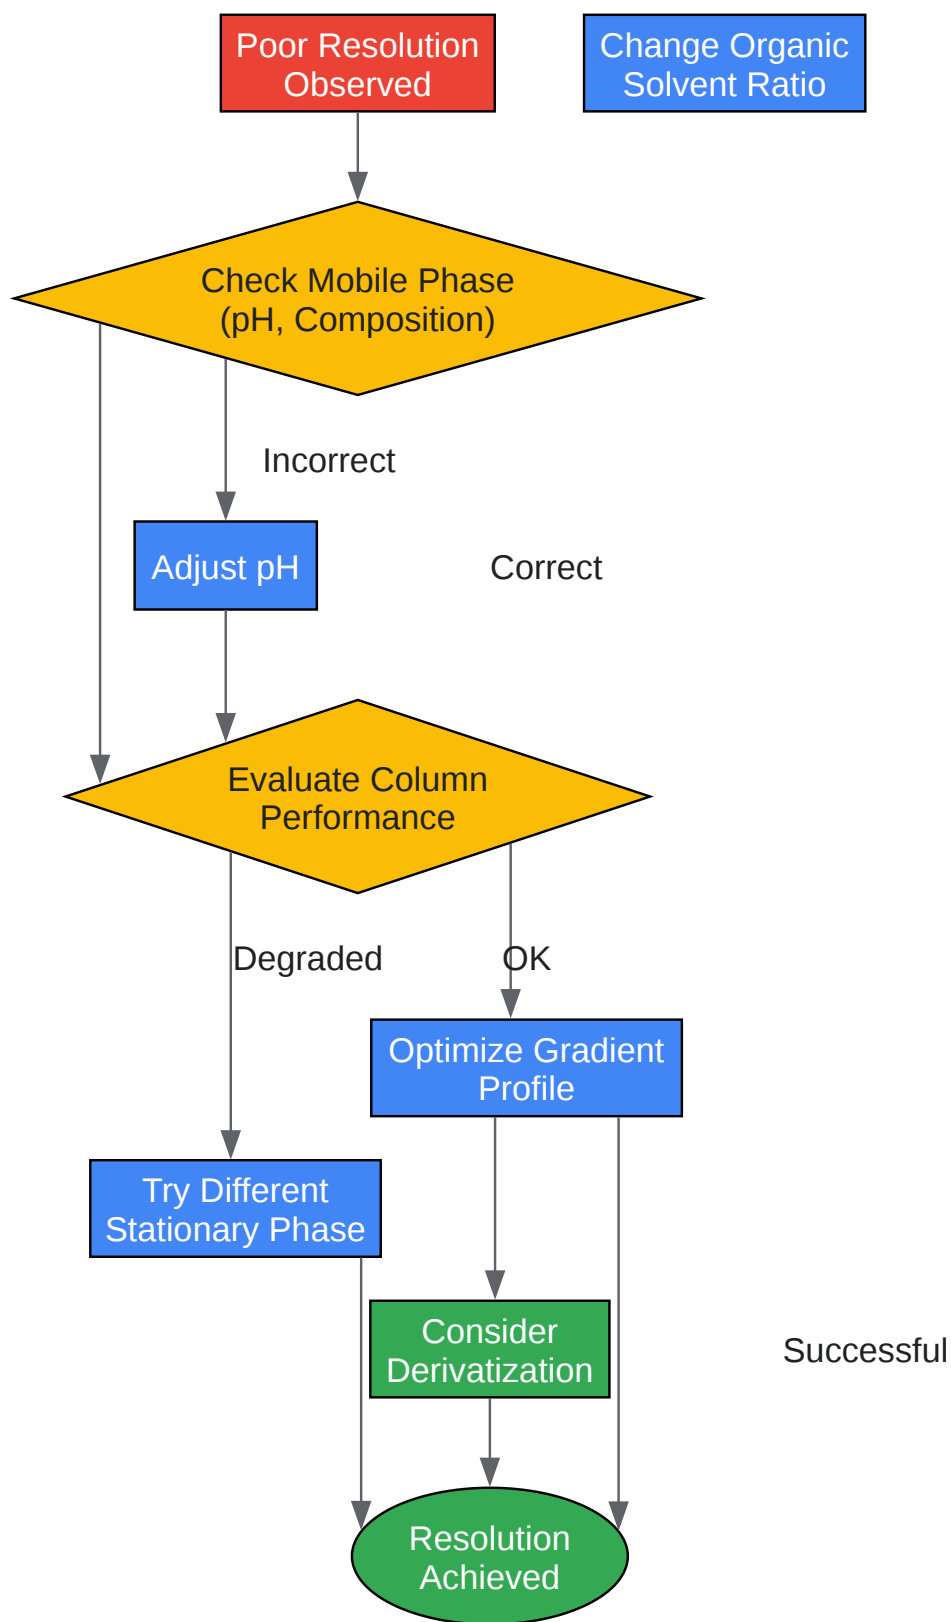 Poor Resolution
Observed
Change Organic
Solvent Ratio
Check Mobile Phase
(pH, Composition)
Incorrect
Adjust pH
Correct
Evaluate Column
Performance
Degraded
OK
Optimize Gradient
Profile
Try Different
Stationary Phase
Consider
Derivatization
Successful
Resolution
Achieved